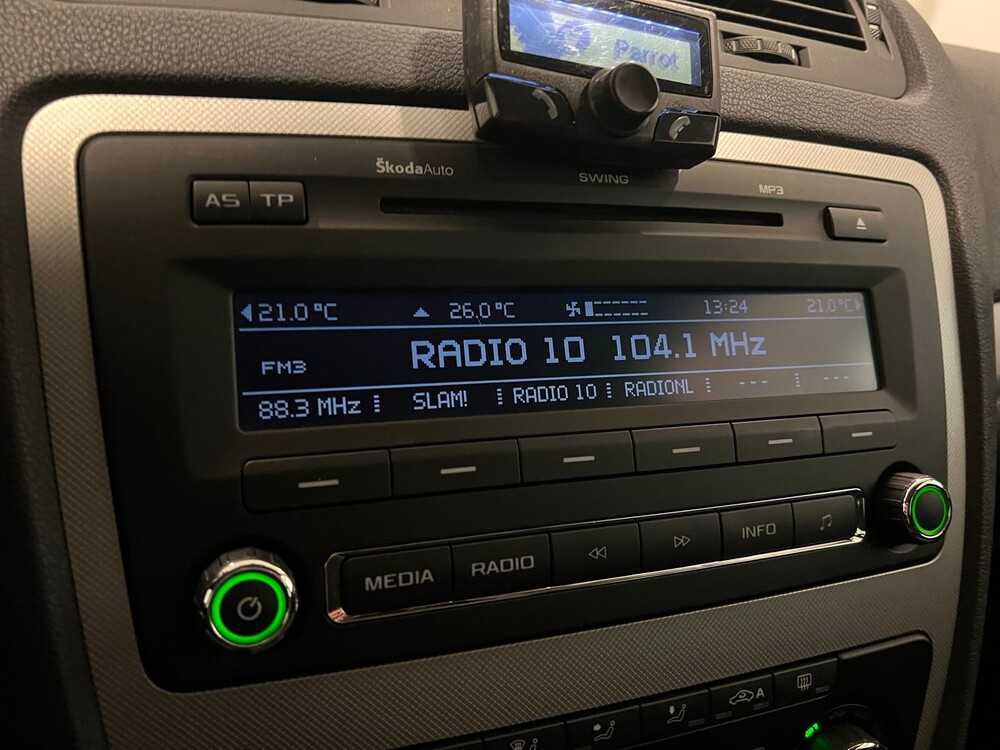 Parrot
ŠkodaAuto
SWING
MP3
AS TP
21.0°C 26.0°C 13:24 21.0°C
FM3 RADIO 10 104.1 MHz
88.3 MHz SLAM! RADIO 10 RADIONL --- ---
MEDIA RADIO INFO
A